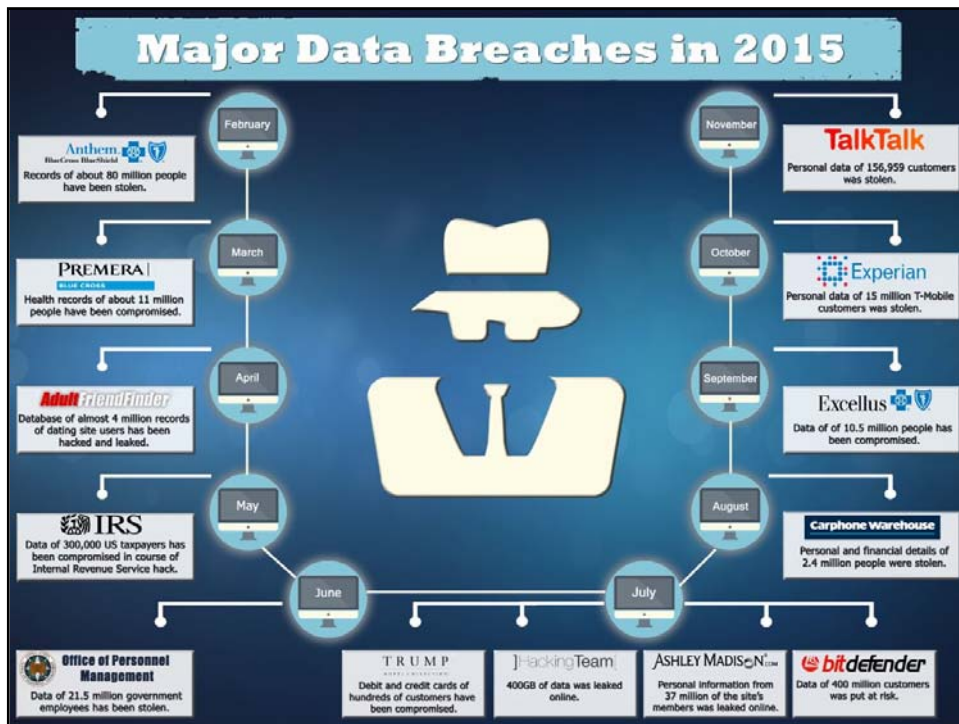 Major Data Breaches in 2015
February
Anthem.
BlueCross BlueShield
Records of about 80 million people
have been stolen.
March
PREMERA
BLUE CROSS
Health records of about 11 million
people have been compromised.
April
AdultFriendFinder
Database of almost 4 million records
of dating site users has been
hacked and leaked.
May
IRS
Data of 300,000 US taxpayers has
been compromised in course of
Internal Revenue Service hack.
June
Office of Personnel
Management
Data of 21.5 million government
employees has been stolen.
July
TRUMP
Debit and credit cards of
hundreds of customers have
been compromised.
]HackingTeam[
400GB of data was leaked
online.
ASHLEY MADISON.COM
Personal information from
37 million of the site's
members was leaked online.
bitdefender
Data of 400 million customers
was put at risk.
August
Carphone Warehouse
Personal and financial details of
2.4 million people were stolen.
September
Excellus
Data of of 10.5 million people has
been compromised.
October
Experian
Personal data of 15 million T-Mobile
customers was stolen.
November
TalkTalk
Personal data of 156,959 customers
was stolen.